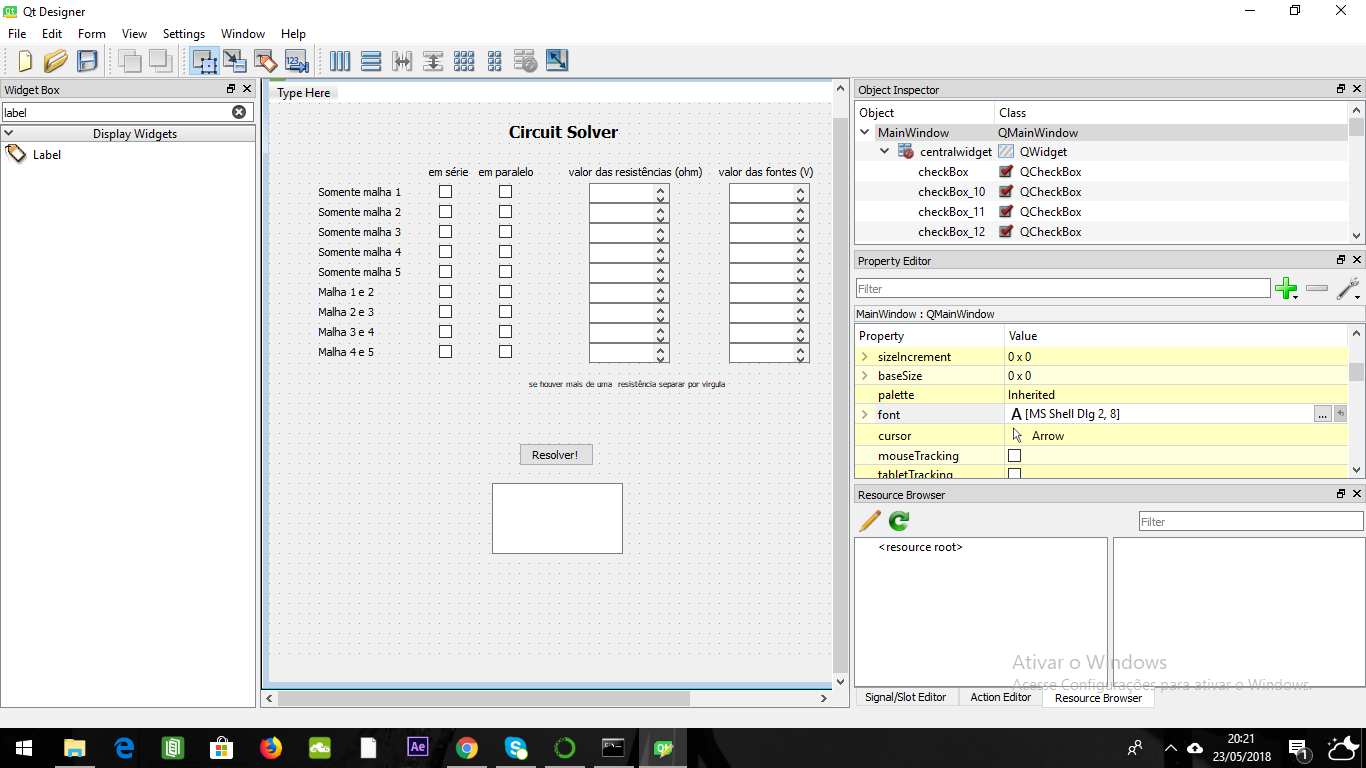 Qt Designer
File Edit Form View Settings Window Help
Widget Box
label
Display Widgets
Label
Type Here
Circuit Solver
em série em paralelo valor das resistências (ohm) valor das fontes (V)
Somente malha 1
Somente malha 2
Somente malha 3
Somente malha 4
Somente malha 5
Malha 1 e 2
Malha 2 e 3
Malha 3 e 4
Malha 4 e 5
se houver mais de uma resistência separar por virgula
Resolver!
Object Inspector
Object Class
MainWindow QMainWindow
centralwidget QWidget
checkBox QCheckBox
checkBox_10 QCheckBox
checkBox_11 QCheckBox
checkBox_12 QCheckBox
Property Editor
Filter
MainWindow : QMainWindow
Property Value
sizeIncrement 0 x 0
baseSize 0 x 0
palette Inherited
font A [MS Shell Dlg 2, 8] ...
cursor Arrow
mouseTracking
tabletTracking
Resource Browser
Filter
<resource root>
Ativar o Windows
Acesse Configurações para ativar o Windows.
Signal/Slot Editor Action Editor Resource Browser
Ae
20:21
23/05/2018
1